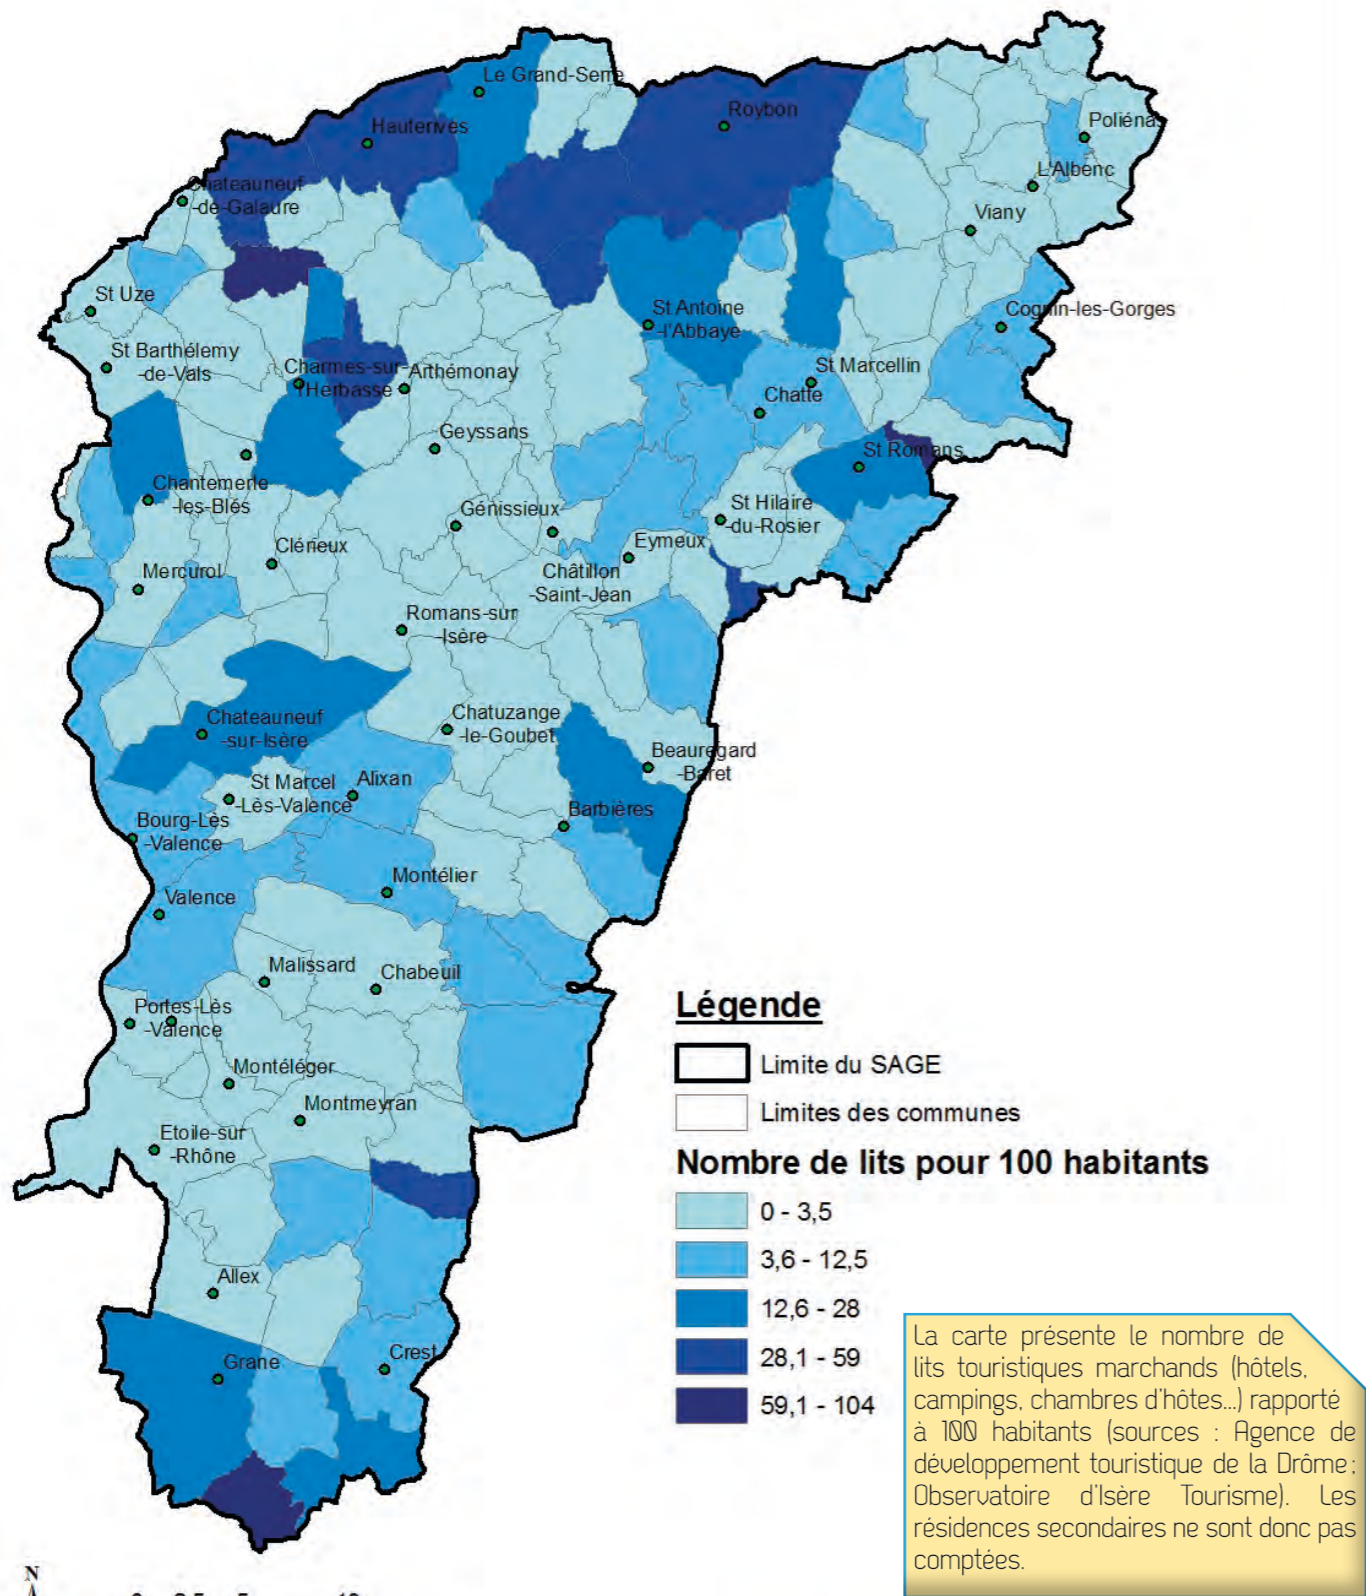 Le Grand-Serre
Roybon
Hauterives
Poliénas
L'Albenc
Chateauneuf
-de-Galaure
Viany
St Uze
Cognin-les-Gorges
St Antoine
-l'Abbaye
St Barthélemy
-de-Vals
Charmes-sur-
l'Herbasse
Arthémonay
St Marcellin
Chatte
Geyssans
St Romans
Chantemerle
-les-Blés
Génissieux
St Hilaire
-du-Rosier
Clérieux
Eymeux
Mercurol
Châtillon
-Saint-Jean
Romans-sur
-Isère
Chateauneuf
-sur-Isère
Chatuzange
-le-Goubet
Beauregard
-Baret
St Marcel
-Lès-Valence
Alixan
Barbières
Bourg-Lès
-Valence
Montélier
Valence
Malissard
Chabeuil
Portes-Lès
-Valence
Montéléger
Montmeyran
Etoile-sur
-Rhône
Allex
Grane
Crest
Légende
Limite du SAGE
Limites des communes
Nombre de lits pour 100 habitants
0 - 3,5
3,6 - 12,5
12,6 - 28
28,1 - 59
59,1 - 104
La carte présente le nombre de
lits touristiques marchands (hôtels,
campings, chambres d'hôtes...) rapporté
à 100 habitants (sources : Agence de
développement touristique de la Drôme;
Observatoire d'Isère Tourisme). Les
résidences secondaires ne sont donc pas
comptées.
N